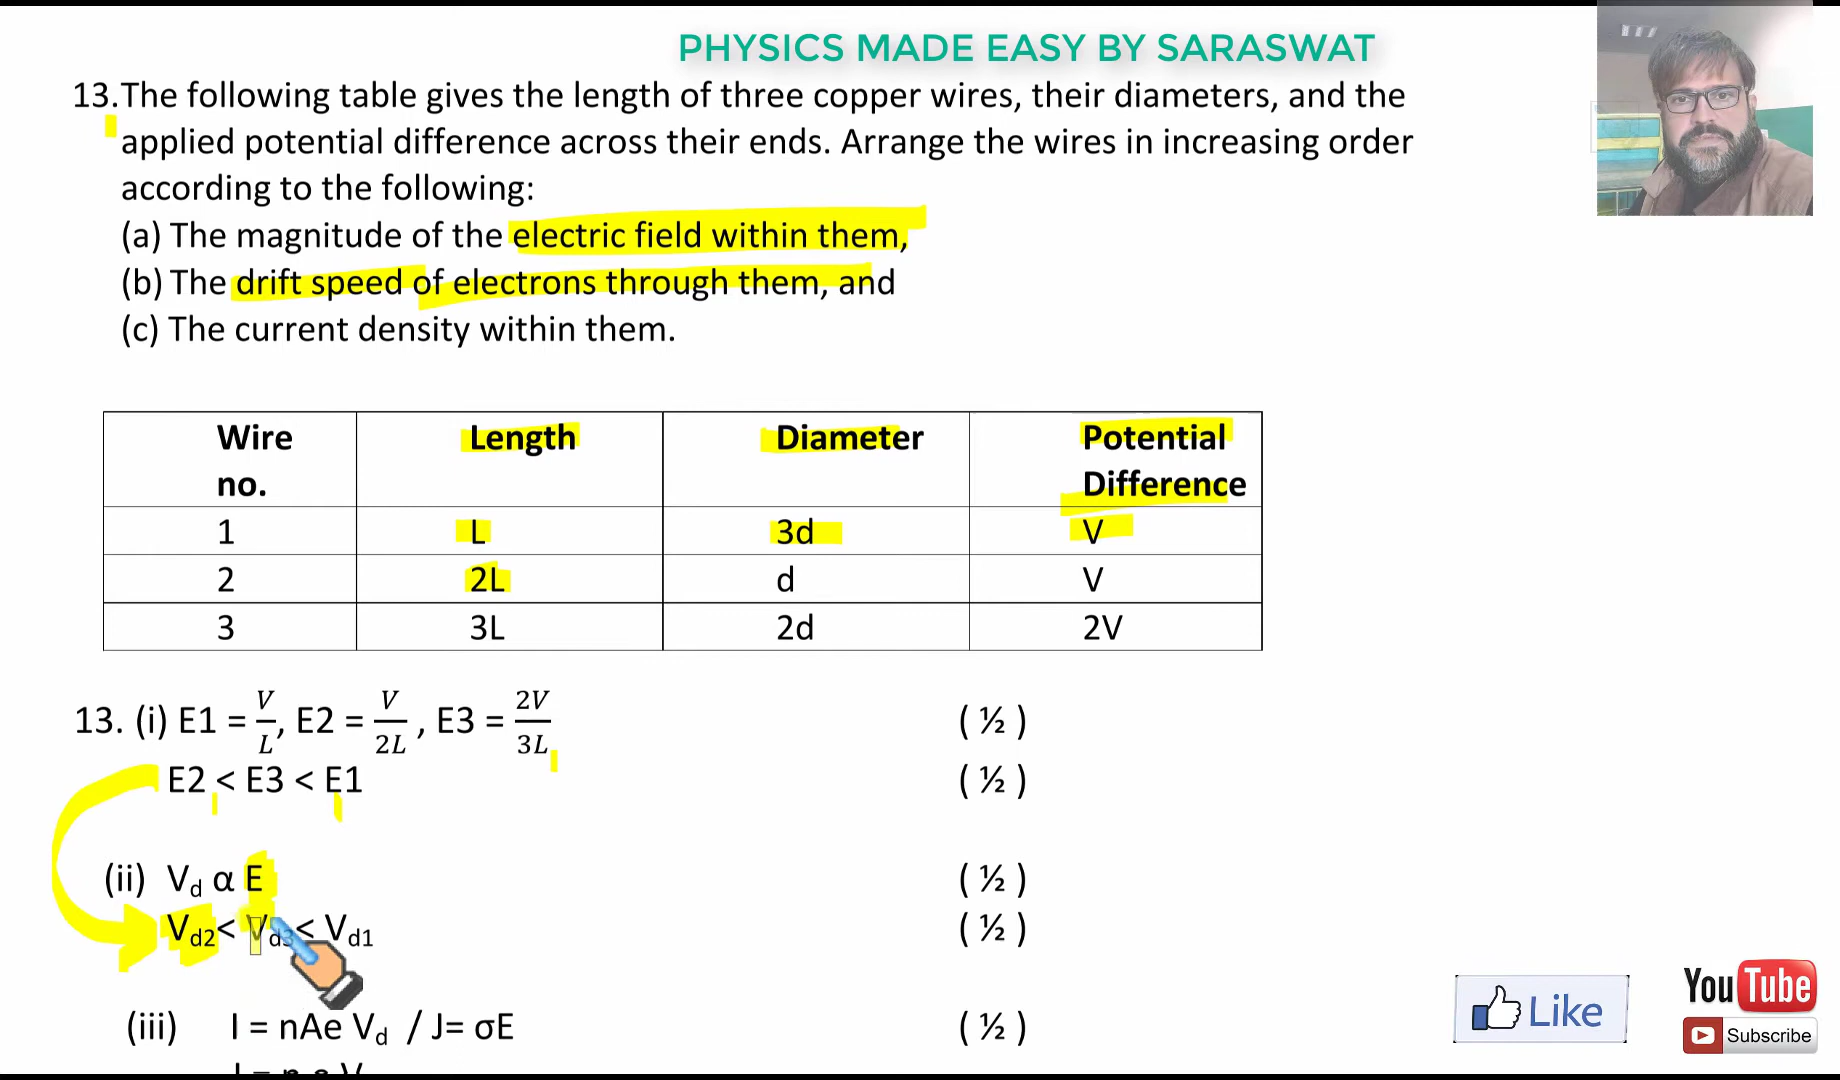 PHYSICS MADE EASY BY SARASWAT
13.The following table gives the length of three copper wires, their diameters, and the
applied potential difference across their ends. Arrange the wires in increasing order
according to the following:
(a) The magnitude of the electric field within them,
(b) The drift speed of electrons through them, and
(c) The current density within them.
Wire no. Length Diameter Potential Difference
1 L 3d V
2 2L d V
3 3L 2d 2V
13. (i) E1 = V/L, E2 = V/2L , E3 = 2V/3L ( ½ )
E2 < E3 < E1 ( ½ )
(ii) Vd α E ( ½ )
Vd2 < Vd3 < Vd1 ( ½ )
(iii) I = nAe Vd / J= σE ( ½ )
Like
YouTube
Subscribe